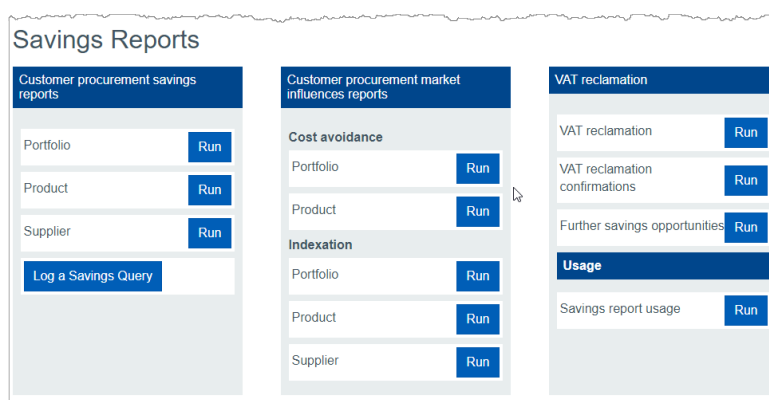 Savings Reports
Customer procurement savings
reports
Portfolio
Run
Product
Run
Supplier
Run
Log a Savings Query
Customer procurement market
influences reports
Cost avoidance
Portfolio
Run
Product
Run
Indexation
Portfolio
Run
Product
Run
Supplier
Run
VAT reclamation
VAT reclamation
Run
VAT reclamation
confirmations
Run
Further savings opportunities
Run
Usage
Savings report usage
Run